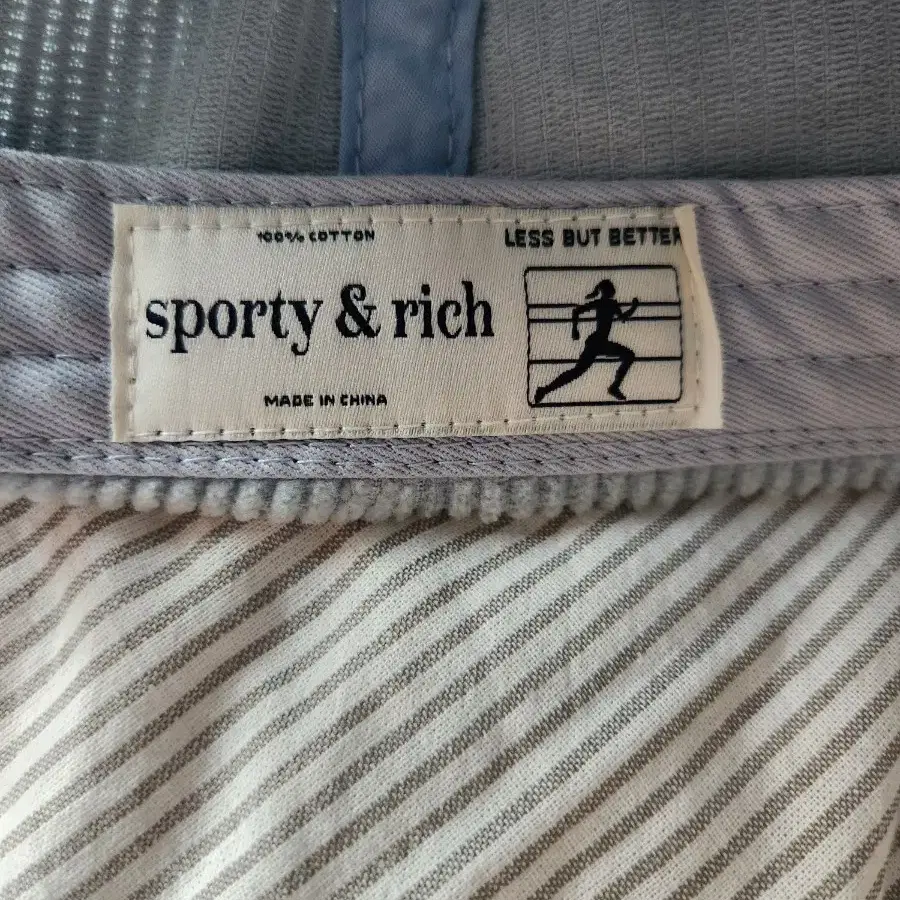 100% COTTON
LESS BUT BETTER
sporty & rich
MADE IN CHINA